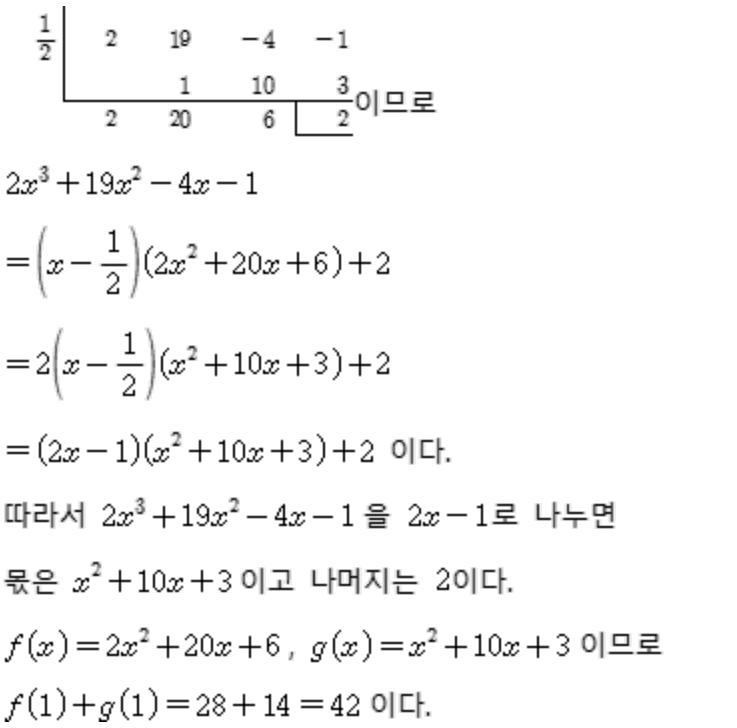 1/2 | 2 19 −4 −1
1 10 3
2 20 6 2 이므로
2x³+19x²−4x−1
=(x−1/2)(2x²+20x+6)+2
=2(x−1/2)(x²+10x+3)+2
=(2x−1)(x²+10x+3)+2 이다.
따라서 2x³+19x²−4x−1 을 2x−1로 나누면
몫은 x²+10x+3 이고 나머지는 2이다.
f(x)=2x²+20x+6, g(x)=x²+10x+3 이므로
f(1)+g(1)=28+14=42 이다.